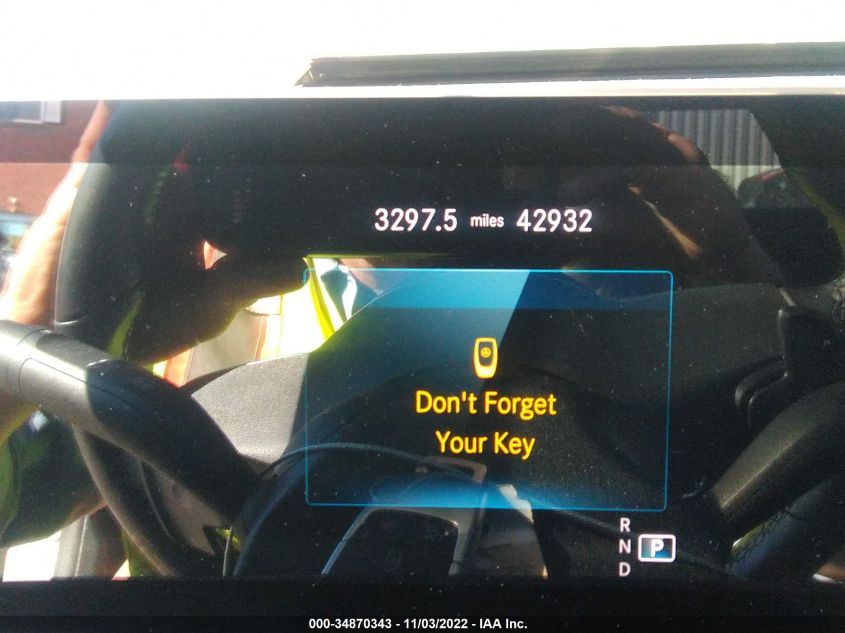 3297.5 miles 42932
Don't Forget
Your Key
R
N P
D
000-34870343 - 11/03/2022 - IAA Inc.